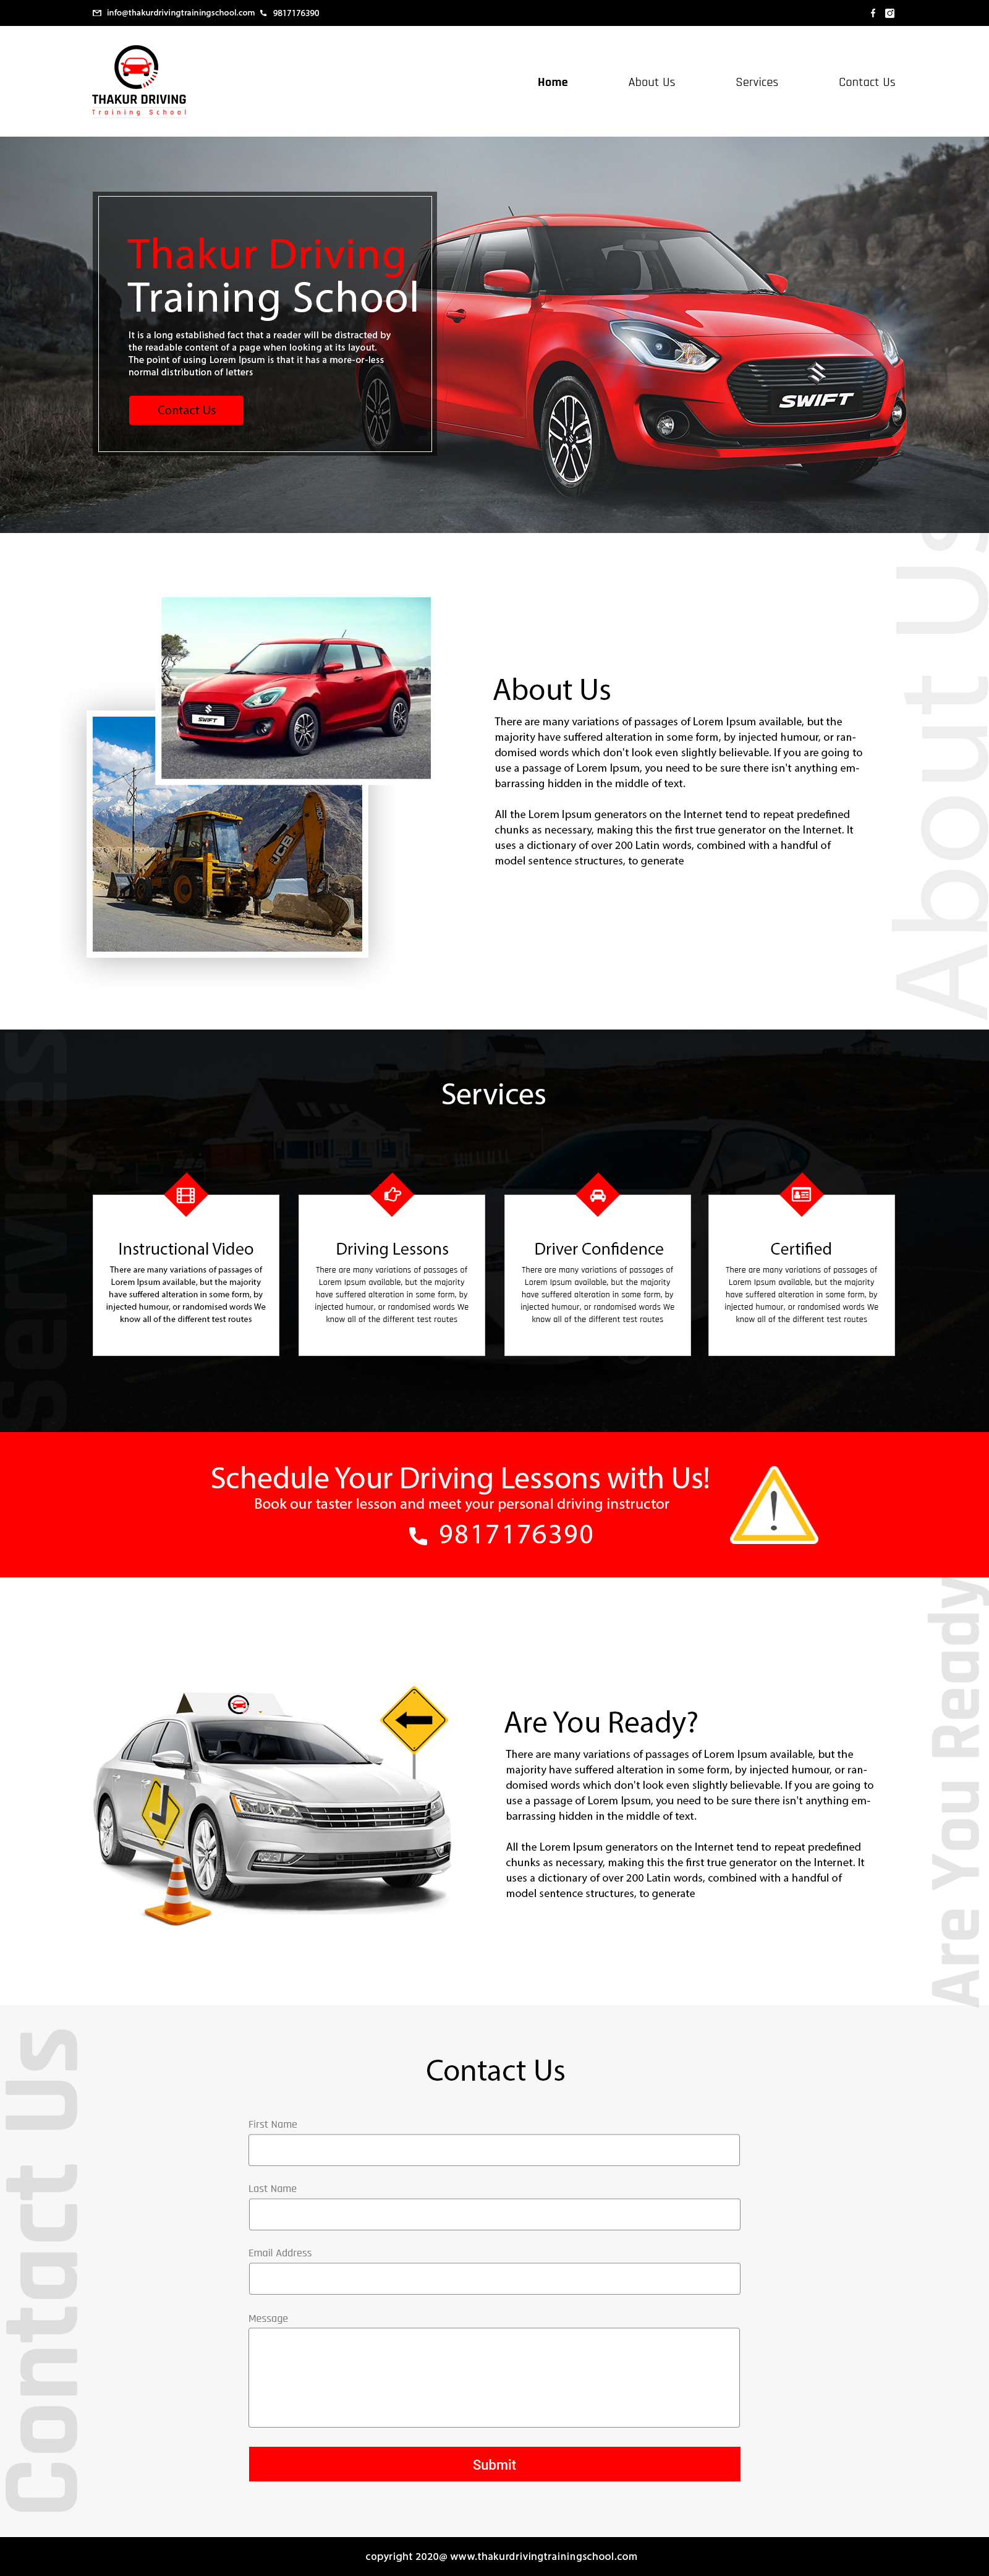 info@thakurdrivingtrainingschool.com 9817176390
THAKUR DRIVING
Training School
Home About Us Services Contact Us
Thakur Driving
Training School
It is a long established fact that a reader will be distracted by
the readable content of a page when looking at its layout.
The point of using Lorem Ipsum is that it has a more-or-less
normal distribution of letters
Contact Us
SWIFT
About Us
SWIFT
JCB
About Us
There are many variations of passages of Lorem Ipsum available, but the
majority have suffered alteration in some form, by injected humour, or ran-
domised words which don't look even slightly believable. If you are going to
use a passage of Lorem Ipsum, you need to be sure there isn't anything em-
barrassing hidden in the middle of text.
All the Lorem Ipsum generators on the Internet tend to repeat predefined
chunks as necessary, making this the first true generator on the Internet. It
uses a dictionary of over 200 Latin words, combined with a handful of
model sentence structures, to generate
Services
Services
Instructional Video
There are many variations of passages of
Lorem Ipsum available, but the majority
have suffered alteration in some form, by
injected humour, or randomised words We
know all of the different test routes
Driving Lessons
There are many variations of passages of
Lorem Ipsum available, but the majority
have suffered alteration in some form, by
injected humour, or randomised words We
know all of the different test routes
Driver Confidence
There are many variations of passages of
Lorem Ipsum available, but the majority
have suffered alteration in some form, by
injected humour, or randomised words We
know all of the different test routes
Certified
There are many variations of passages of
Lorem Ipsum available, but the majority
have suffered alteration in some form, by
injected humour, or randomised words We
know all of the different test routes
Schedule Your Driving Lessons with Us!
Book our taster lesson and meet your personal driving instructor
9817176390
Are You Ready
Are You Ready?
There are many variations of passages of Lorem Ipsum available, but the
majority have suffered alteration in some form, by injected humour, or ran-
domised words which don't look even slightly believable. If you are going to
use a passage of Lorem Ipsum, you need to be sure there isn't anything em-
barrassing hidden in the middle of text.
All the Lorem Ipsum generators on the Internet tend to repeat predefined
chunks as necessary, making this the first true generator on the Internet. It
uses a dictionary of over 200 Latin words, combined with a handful of
model sentence structures, to generate
Contact Us
Contact Us
First Name
Last Name
Email Address
Message
Submit
copyright 2020@ www.thakurdrivingtrainingschool.com